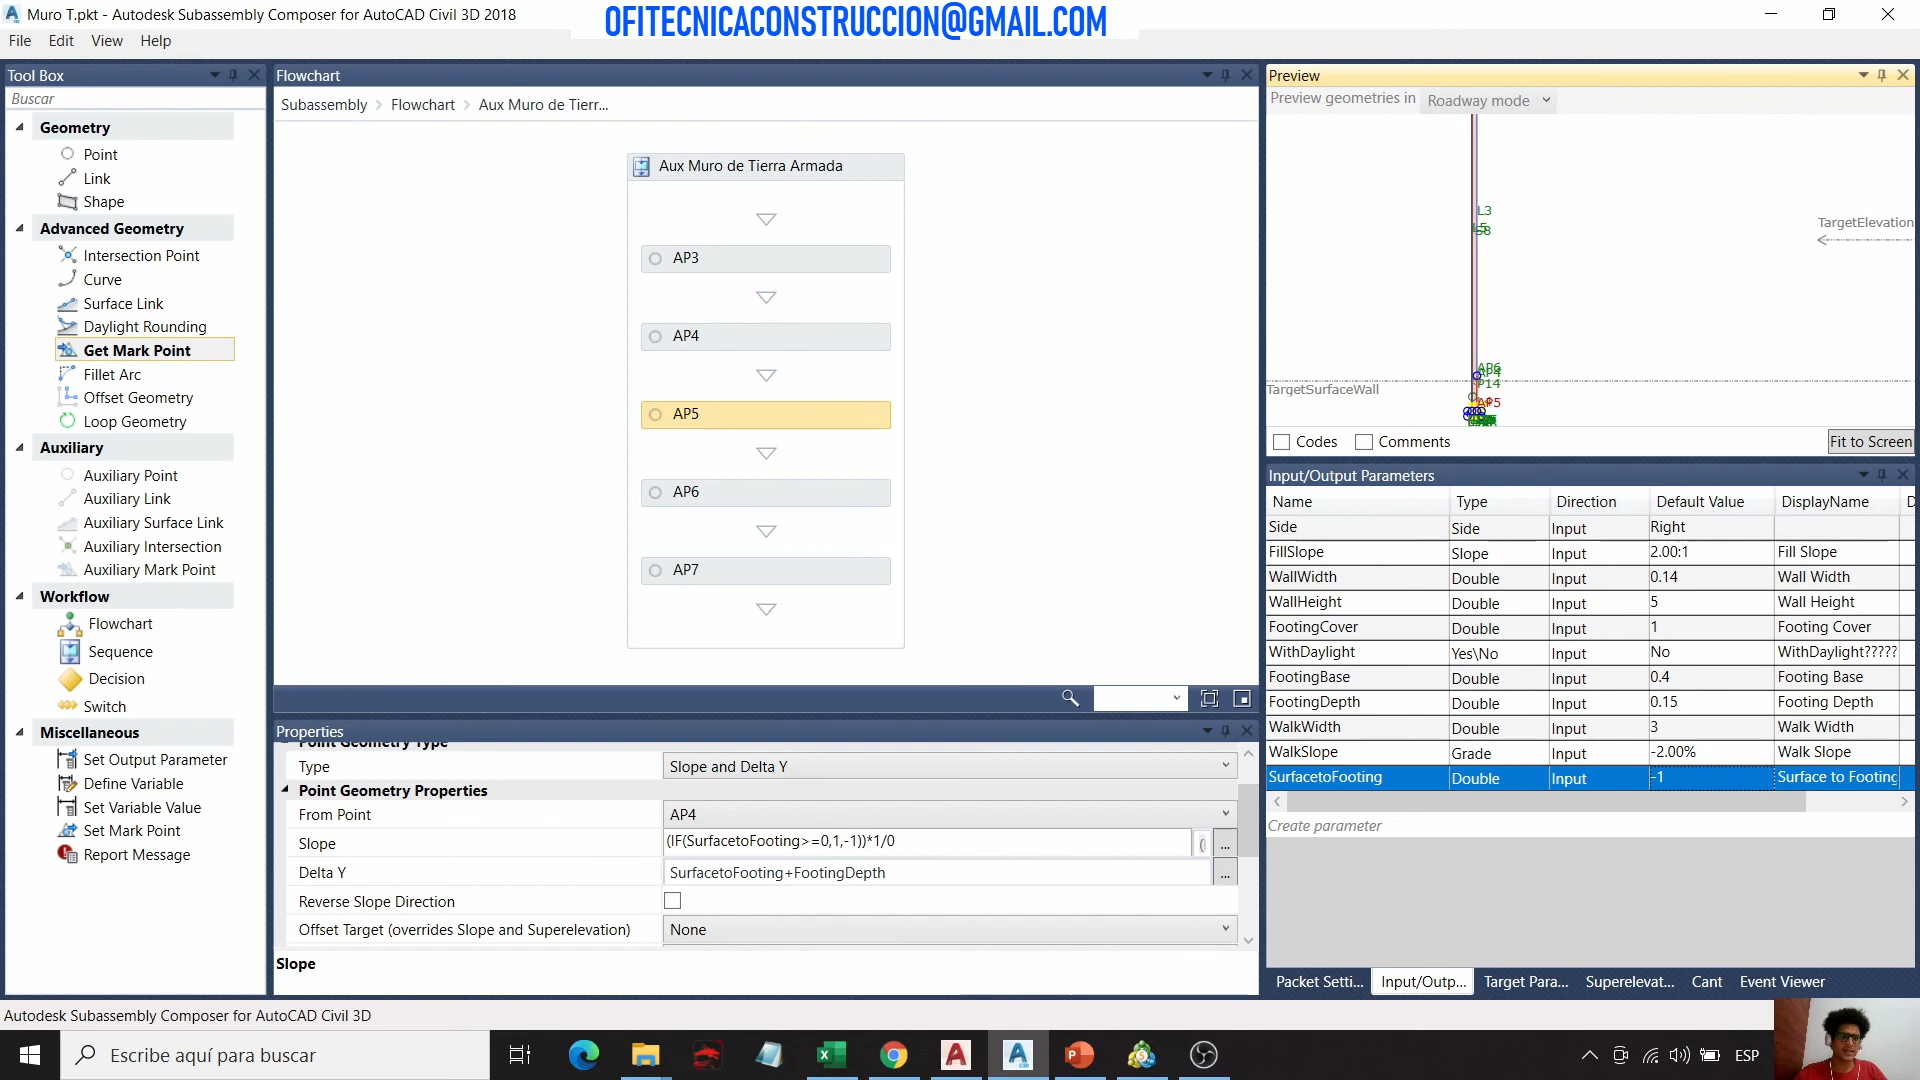 Muro T.pkt - Autodesk Subassembly Composer for AutoCAD Civil 3D 2018
OFITECNICACONSTRUCCION@GMAIL.COM
File Edit View Help
Tool Box
Buscar
Geometry
Point
Link
Shape
Advanced Geometry
Intersection Point
Curve
Surface Link
Daylight Rounding
Get Mark Point
Fillet Arc
Offset Geometry
Loop Geometry
Auxiliary
Auxiliary Point
Auxiliary Link
Auxiliary Surface Link
Auxiliary Intersection
Auxiliary Mark Point
Workflow
Flowchart
Sequence
Decision
Switch
Miscellaneous
Set Output Parameter
Define Variable
Set Variable Value
Set Mark Point
Report Message
Flowchart
Subassembly > Flowchart > Aux Muro de Tierr...
Aux Muro de Tierra Armada
AP3
AP4
AP5
AP6
AP7
Properties
Point Geometry Type
Type Slope and Delta Y
Point Geometry Properties
From Point AP4
Slope (IF(SurfacetoFooting>=0,1,-1))*1/0 ...
Delta Y SurfacetoFooting+FootingDepth ...
Reverse Slope Direction
Offset Target (overrides Slope and Superelevation) None
Slope
Preview
Preview geometries in Roadway mode
L3
TargetElevation
AP6
P14
AP5
TargetSurfaceWall
Codes Comments Fit to Screen
Input/Output Parameters
Name Type Direction Default Value DisplayName D
Side Side Input Right
FillSlope Slope Input 2.00:1 Fill Slope
WallWidth Double Input 0.14 Wall Width
WallHeight Double Input 5 Wall Height
FootingCover Double Input 1 Footing Cover
WithDaylight Yes\No Input No WithDaylight?????
FootingBase Double Input 0.4 Footing Base
FootingDepth Double Input 0.15 Footing Depth
WalkWidth Double Input 3 Walk Width
WalkSlope Grade Input -2.00% Walk Slope
SurfacetoFooting Double Input -1 Surface to Footing
Create parameter
Packet Setti... Input/Outp... Target Para... Superelevat... Cant Event Viewer
Autodesk Subassembly Composer for AutoCAD Civil 3D
Escribe aquí para buscar
ESP